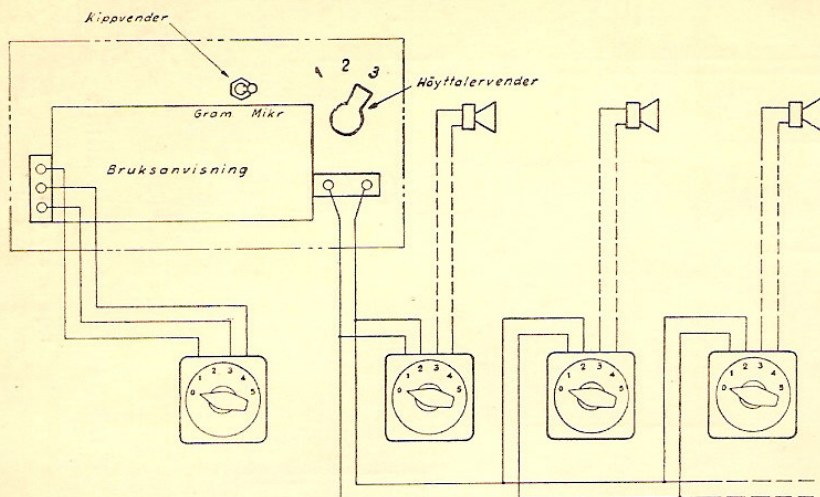 Kippvender
1 2 3
Höyttalervender
Gram Mikr
Bruksanvisning
0 1 2 3 4 5
0 1 2 3 4 5
0 1 2 3 4 5
0 1 2 3 4 5